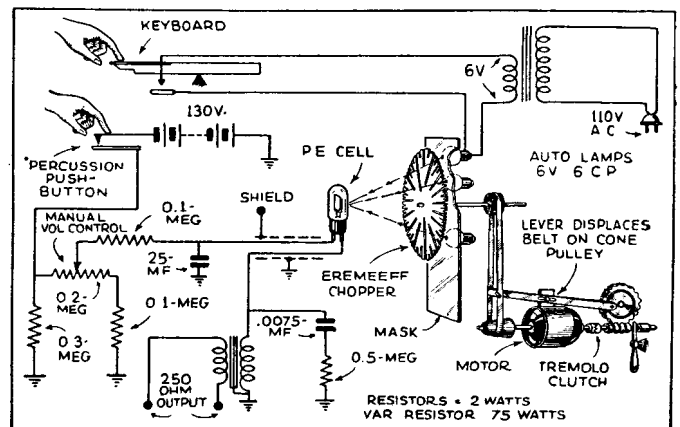 KEYBOARD
6V
110V
A C
130V.
PERCUSSION
PUSH-
BUTTON
P E CELL
AUTO LAMPS
6V 6 C P
SHIELD
0.1-
MEG
MANUAL
VOL CONTROL
LEVER DISPLACES
BELT ON CONE
PULLEY
25-
MF
EREMEEFF
CHOPPER
0.2-
MEG
0.1-MEG
0.3-
MEG
.0075-
MF
MASK
0.5-MEG
MOTOR
TREMOLO
CLUTCH
250
OHM
OUTPUT
RESISTORS = 2 WATTS
VAR RESISTOR 75 WATTS